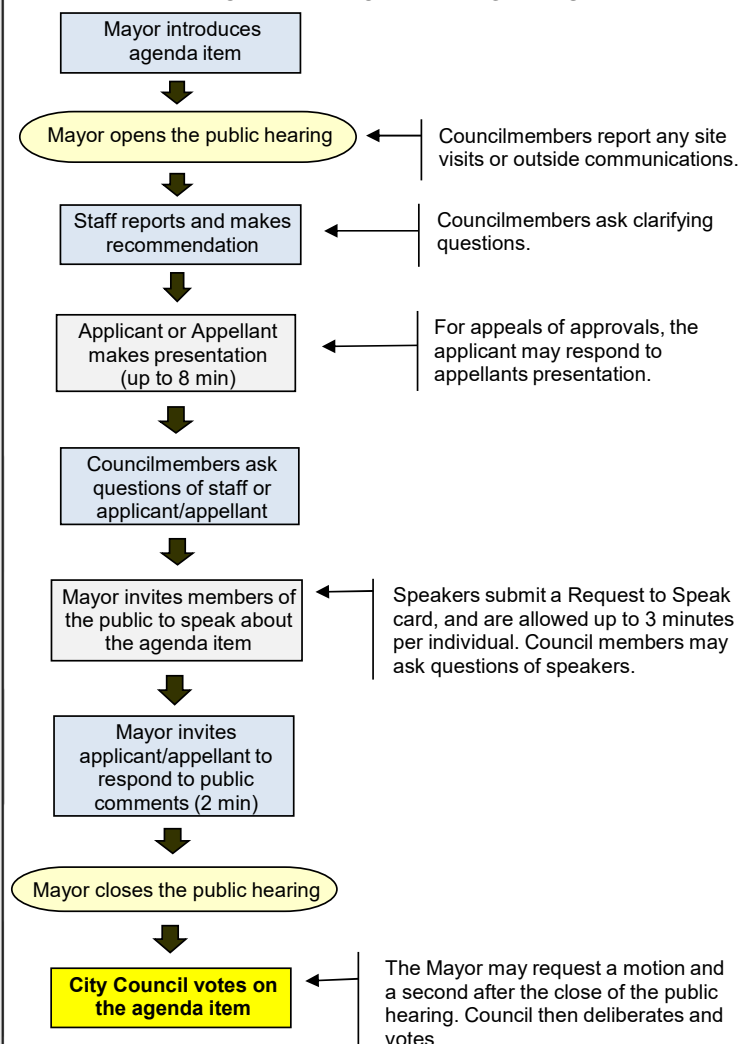 Mayor introduces
agenda item
Mayor opens the public hearing
Councilmembers report any site
visits or outside communications.
Staff reports and makes
recommendation
Councilmembers ask clarifying
questions.
Applicant or Appellant
makes presentation
(up to 8 min)
For appeals of approvals, the
applicant may respond to
appellants presentation.
Councilmembers ask
questions of staff or
applicant/appellant
Mayor invites members of
the public to speak about
the agenda item
Speakers submit a Request to Speak
card, and are allowed up to 3 minutes
per individual. Council members may
ask questions of speakers.
Mayor invites
applicant/appellant to
respond to public
comments (2 min)
Mayor closes the public hearing
City Council votes on
the agenda item
The Mayor may request a motion and
a second after the close of the public
hearing. Council then deliberates and
votes